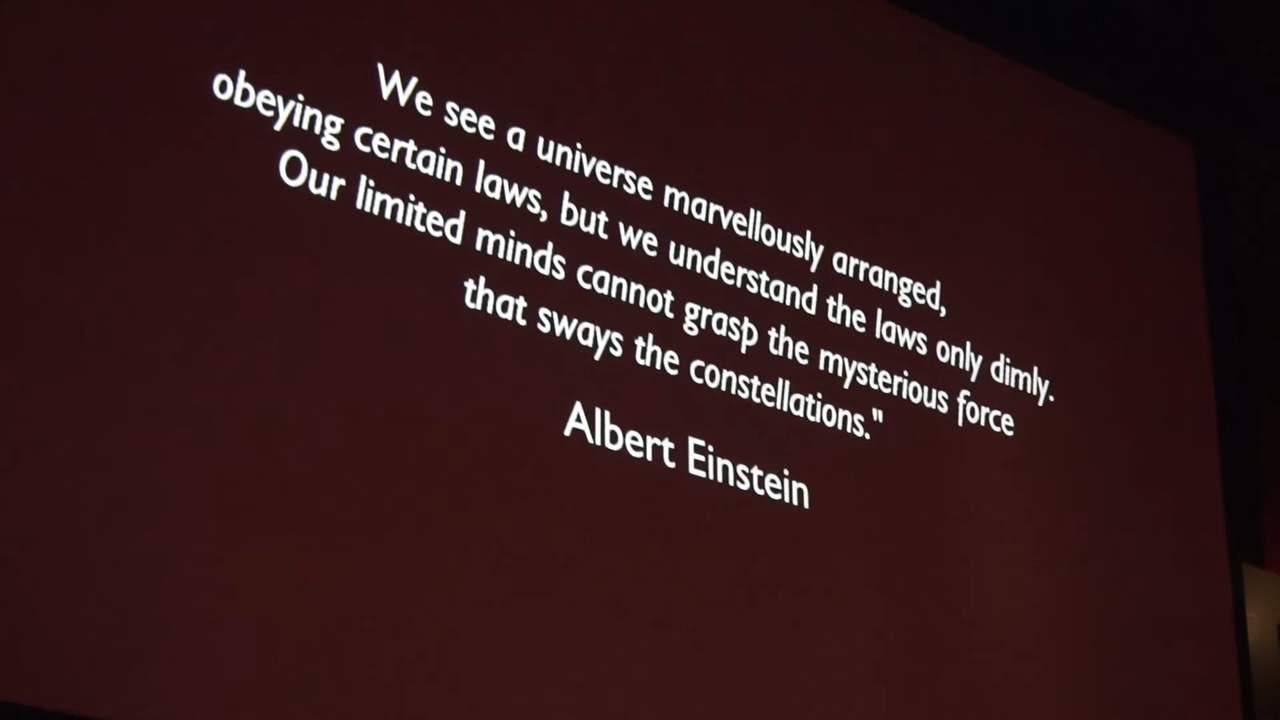 We see a universe marvellously arranged,
obeying certain laws, but we understand the laws only dimly.
Our limited minds cannot grasp the mysterious force
that sways the constellations."
Albert Einstein